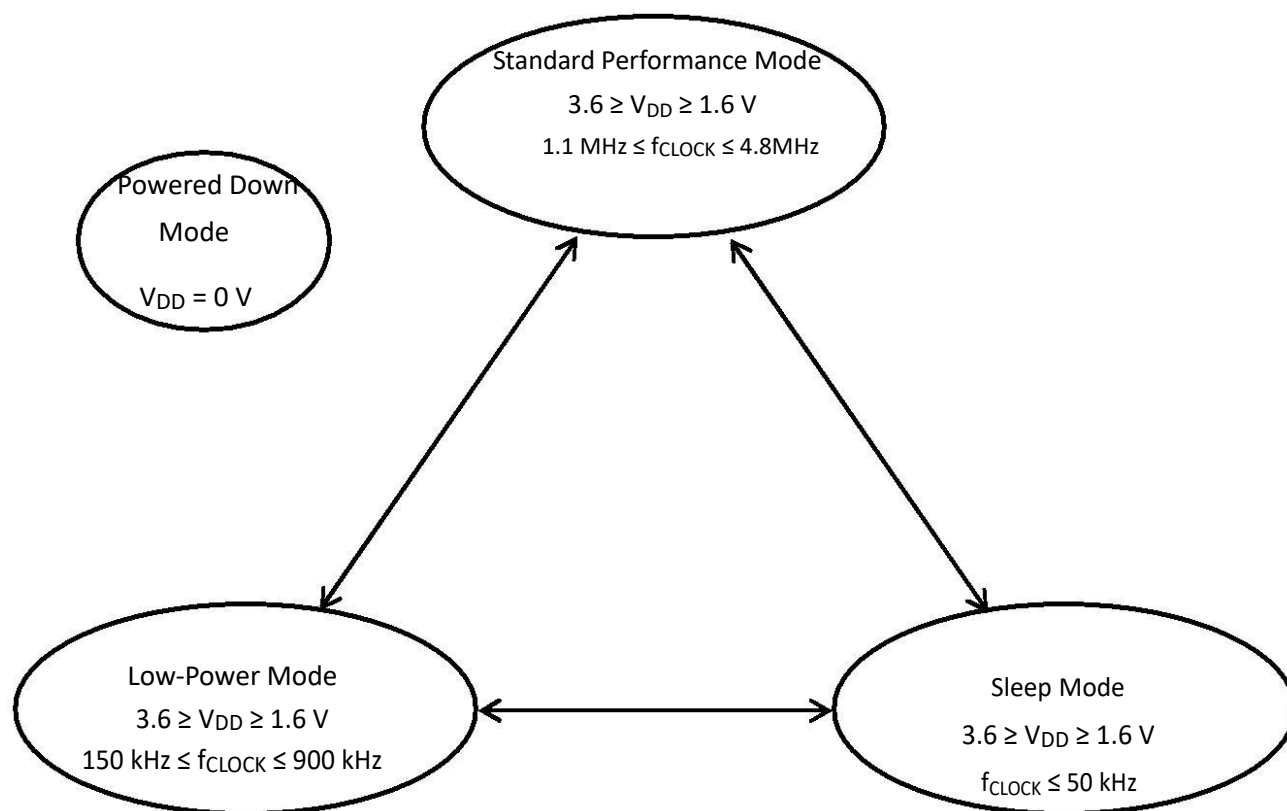 Standard Performance Mode
3.6 ≥ VDD ≥ 1.6 V
1.1 MHz ≤ fCLOCK ≤ 4.8MHz
Powered Down
Mode
VDD = 0 V
Low-Power Mode
3.6 ≥ VDD ≥ 1.6 V
150 kHz ≤ fCLOCK ≤ 900 kHz
Sleep Mode
3.6 ≥ VDD ≥ 1.6 V
fCLOCK ≤ 50 kHz